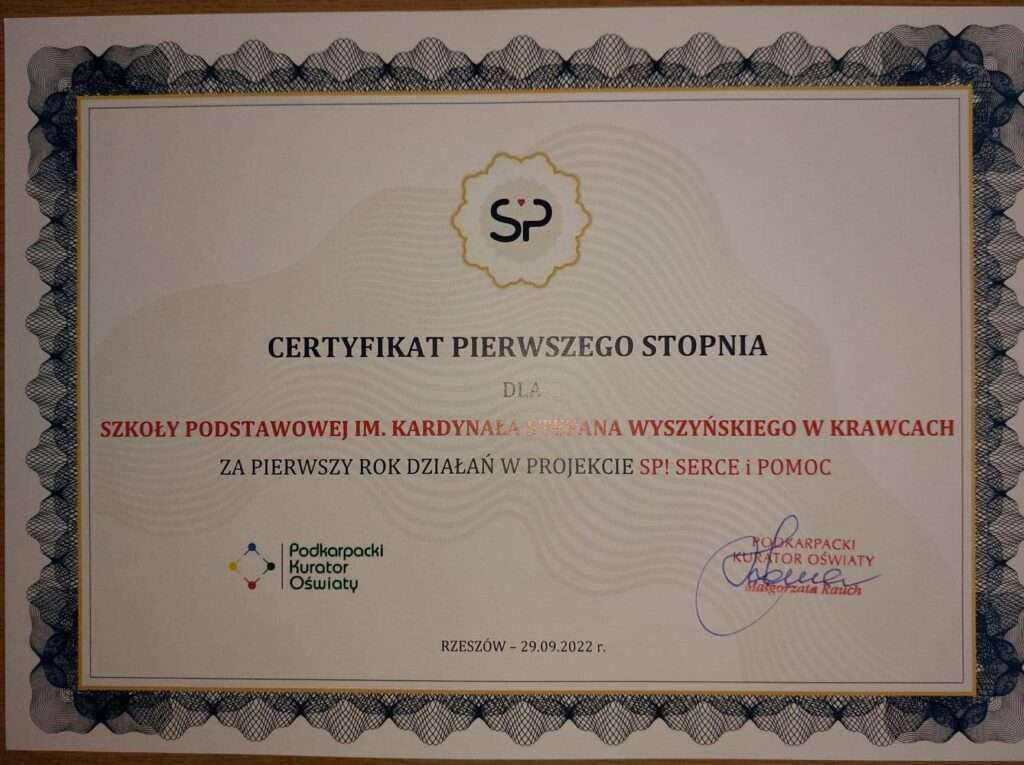 SP
CERTYFIKAT PIERWSZEGO STOPNIA
DLA
SZKOŁY PODSTAWOWEJ IM. KARDYNAŁA STEFANA WYSZYŃSKIEGO W KRAWCACH
ZA PIERWSZY ROK DZIAŁAŃ W PROJEKCIE SP! SERCE i POMOC
Podkarpacki
Kurator
Oświaty
PODKARPACKI
KURATOR OŚWIATY
Małgorzata Rauch
RZESZÓW – 29.09.2022 r.